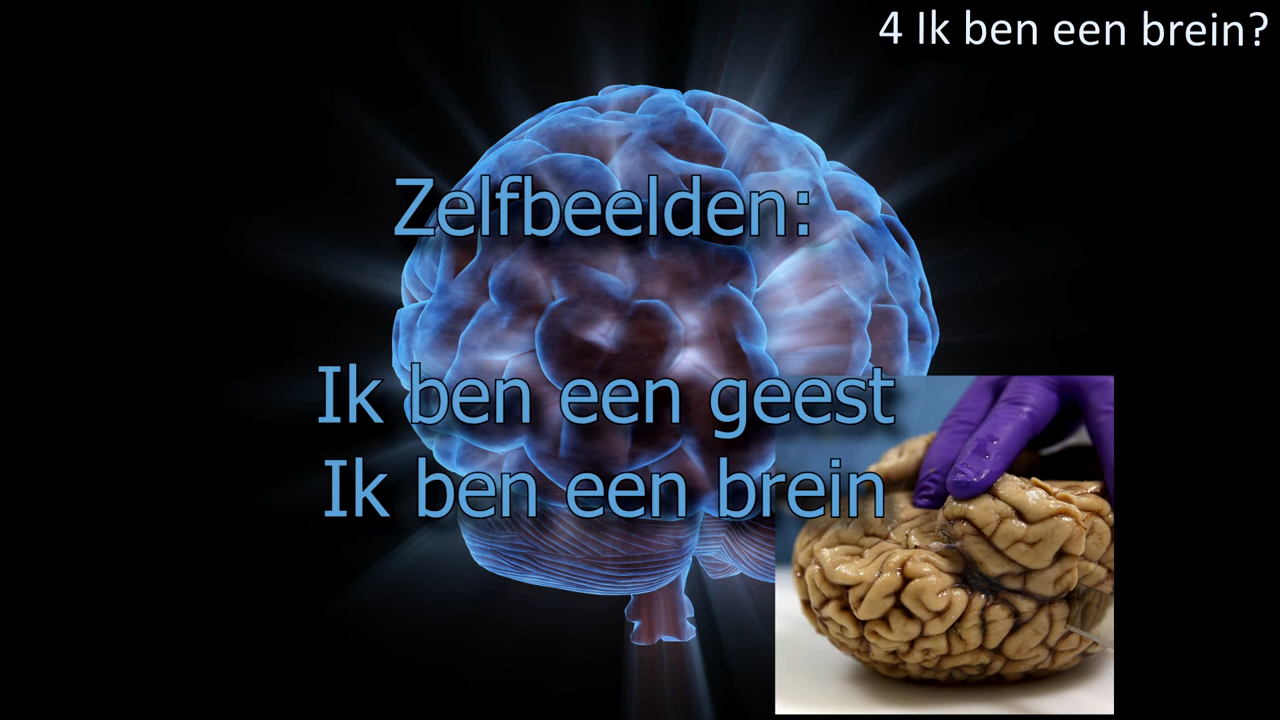 4 Ik ben een brein?
Zelfbeelden:
Ik ben een geest
Ik ben een brein